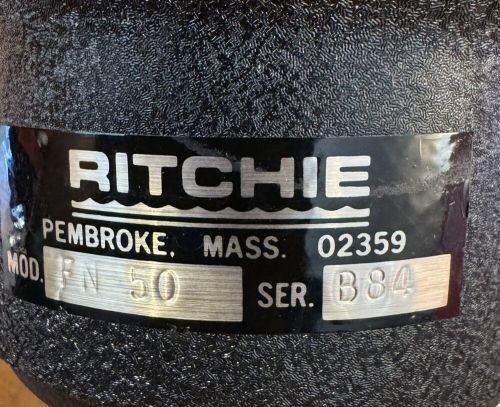 RITCHIE
PEMBROKE, MASS. 02359
MOD. FN 50 SER. B84